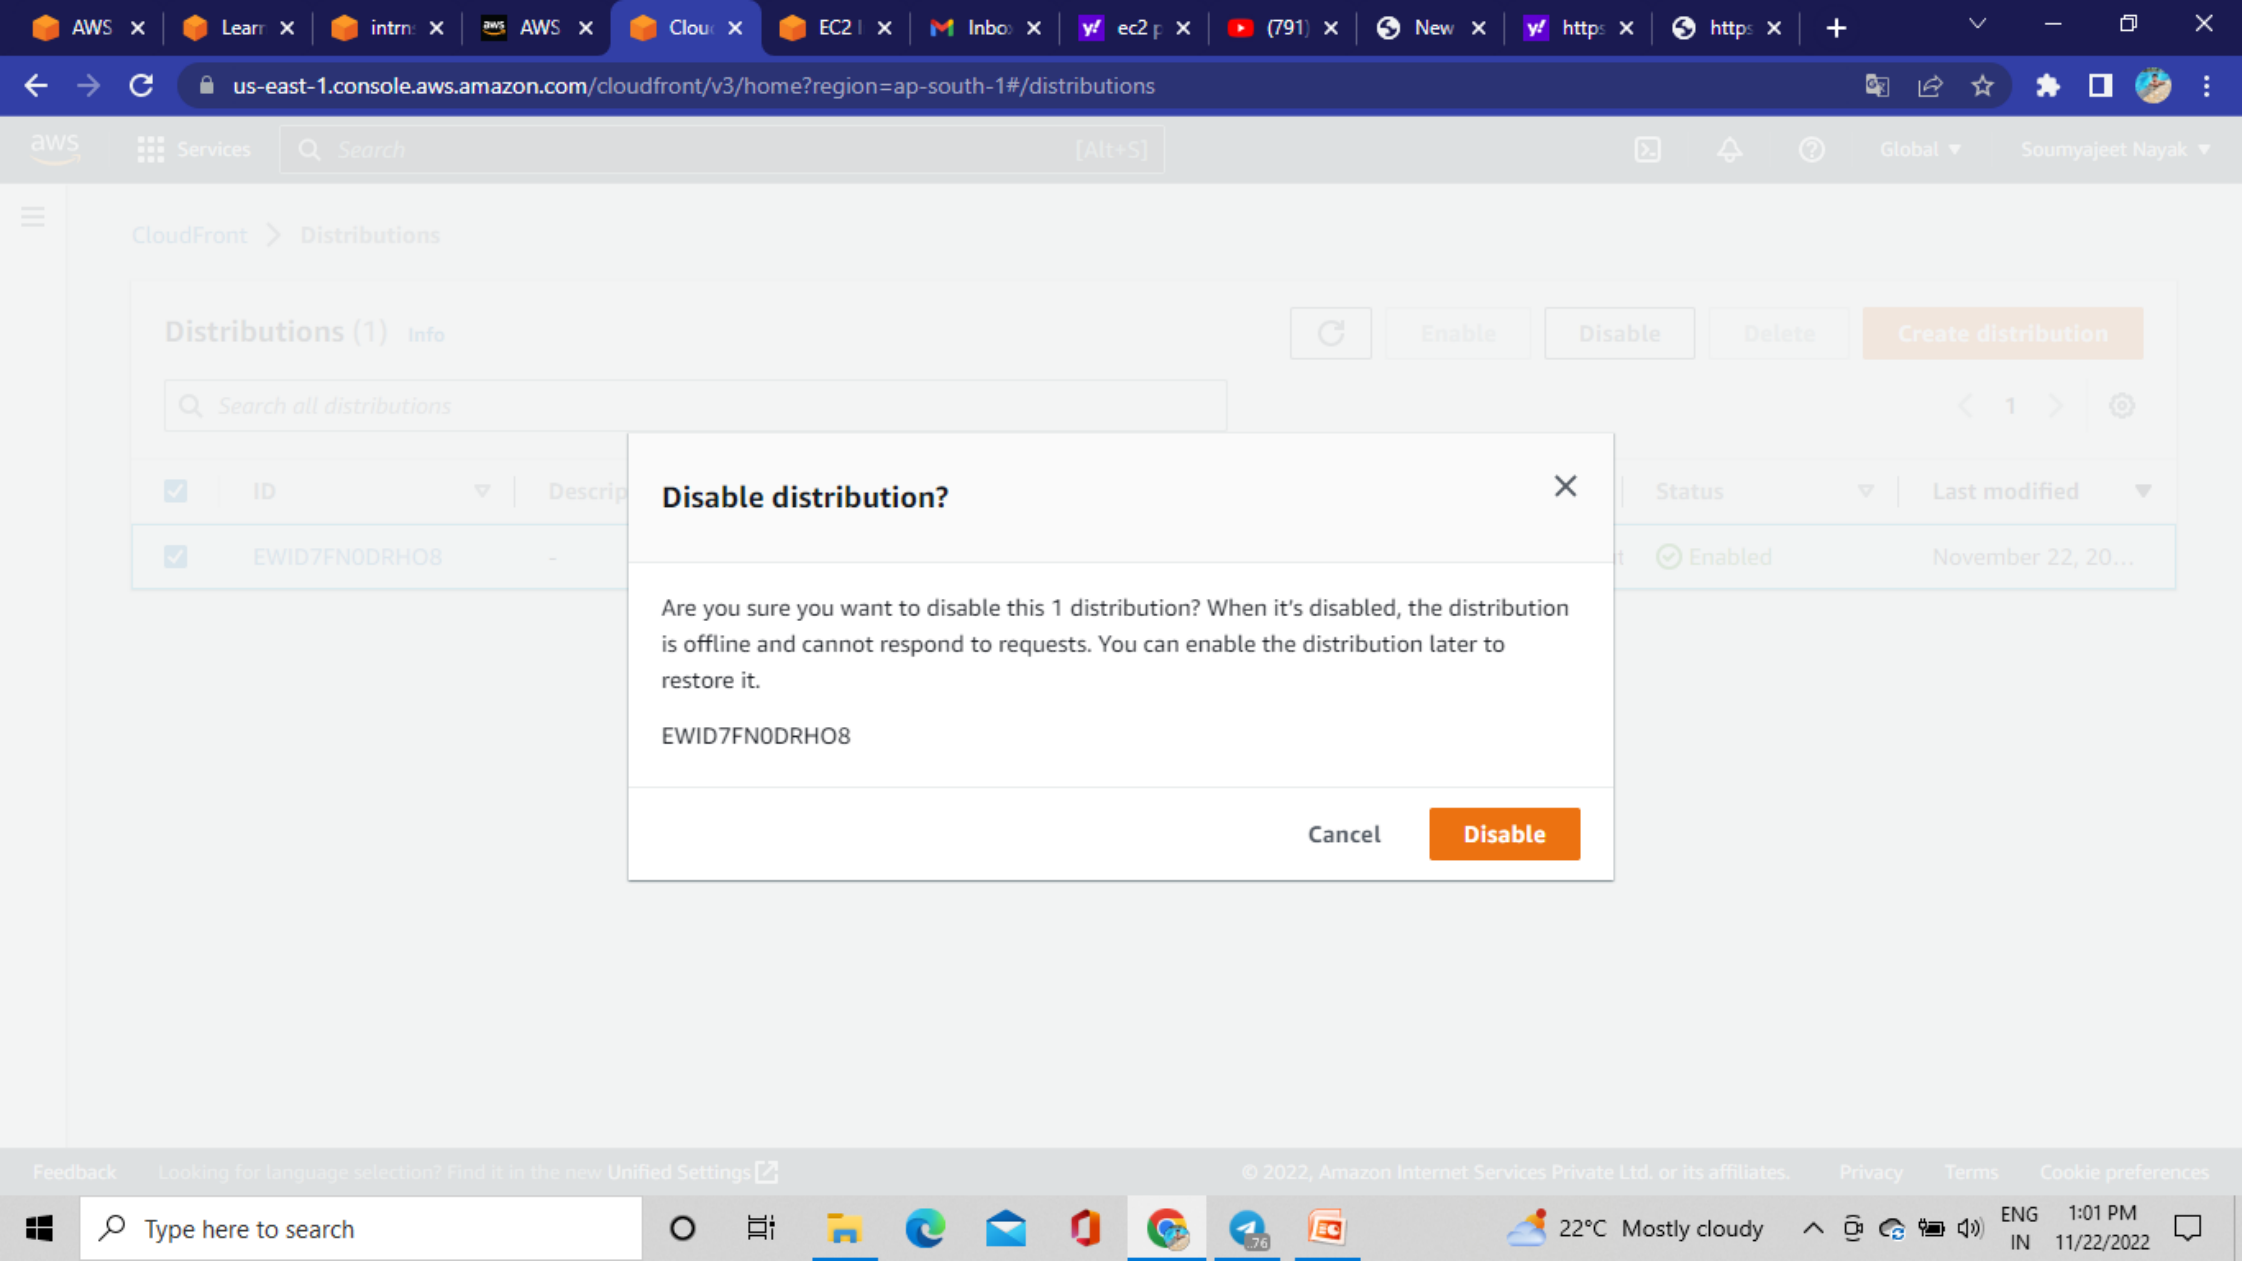 AWS
Learn
intrn
AWS
Clou
EC2 I
Inbo
ec2 p
(791)
New
https
https
us-east-1.console.aws.amazon.com/cloudfront/v3/home?region=ap-south-1#/distributions
aws
Services
Search
[Alt+S]
Global
Soumyajeet Nayak
CloudFront
Distributions
Distributions (1) Info
Enable
Disable
Delete
Create distribution
Search all distributions
1
ID
Descrip
Status
Last modified
EWID7FN0DRHO8
-
Enabled
November 22, 20...
Disable distribution?
Are you sure you want to disable this 1 distribution? When it's disabled, the distribution
is offline and cannot respond to requests. You can enable the distribution later to
restore it.
EWID7FN0DRHO8
Cancel
Disable
Feedback
Looking for language selection? Find it in the new Unified Settings
© 2022, Amazon Internet Services Private Ltd. or its affiliates.
Privacy
Terms
Cookie preferences
Type here to search
.76
22°C Mostly cloudy
ENG
IN
1:01 PM
11/22/2022